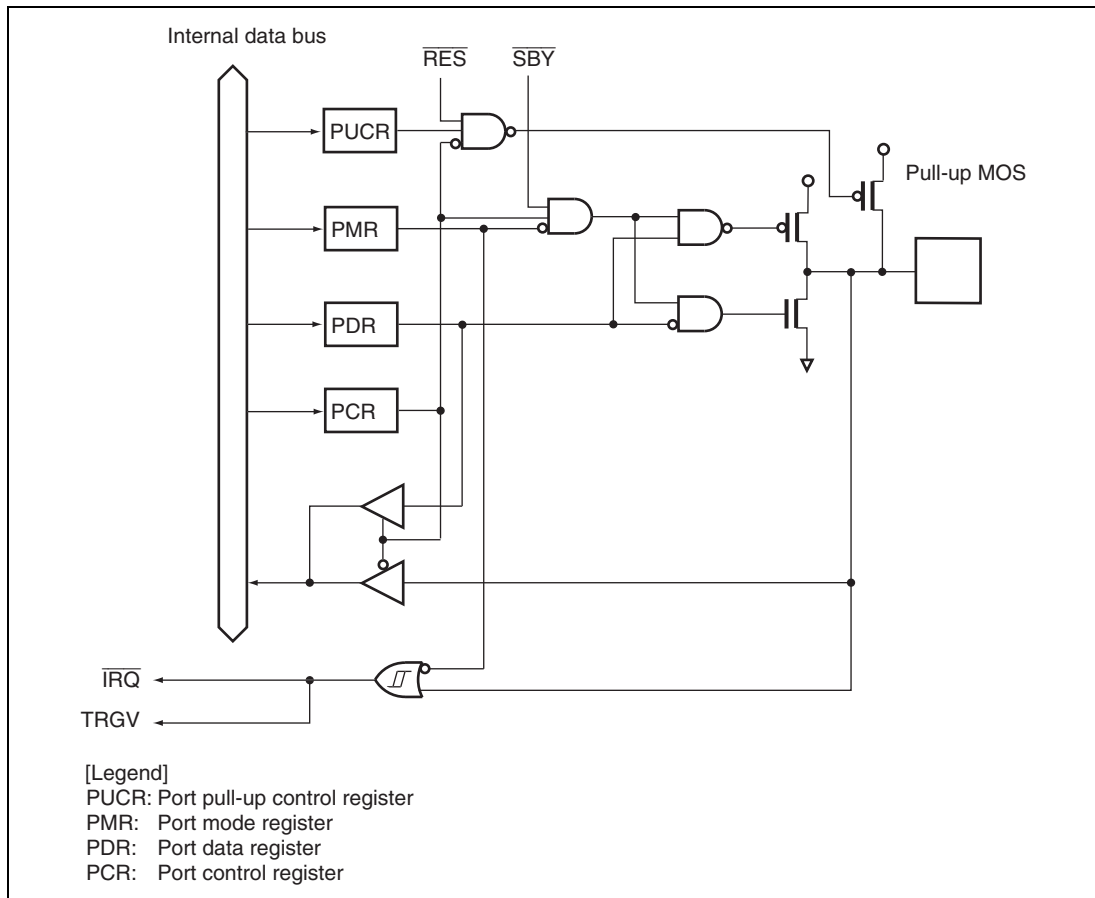 Internal data bus
RES
SBY
PUCR
Pull-up MOS
PMR
PDR
PCR
IRQ
TRGV
[Legend]
PUCR: Port pull-up control register
PMR: Port mode register
PDR: Port data register
PCR: Port control register